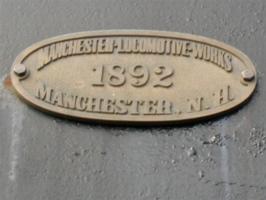 MANCHESTER-LOCOMOTIVE-WORKS
1892
MANCHESTER, N.H.